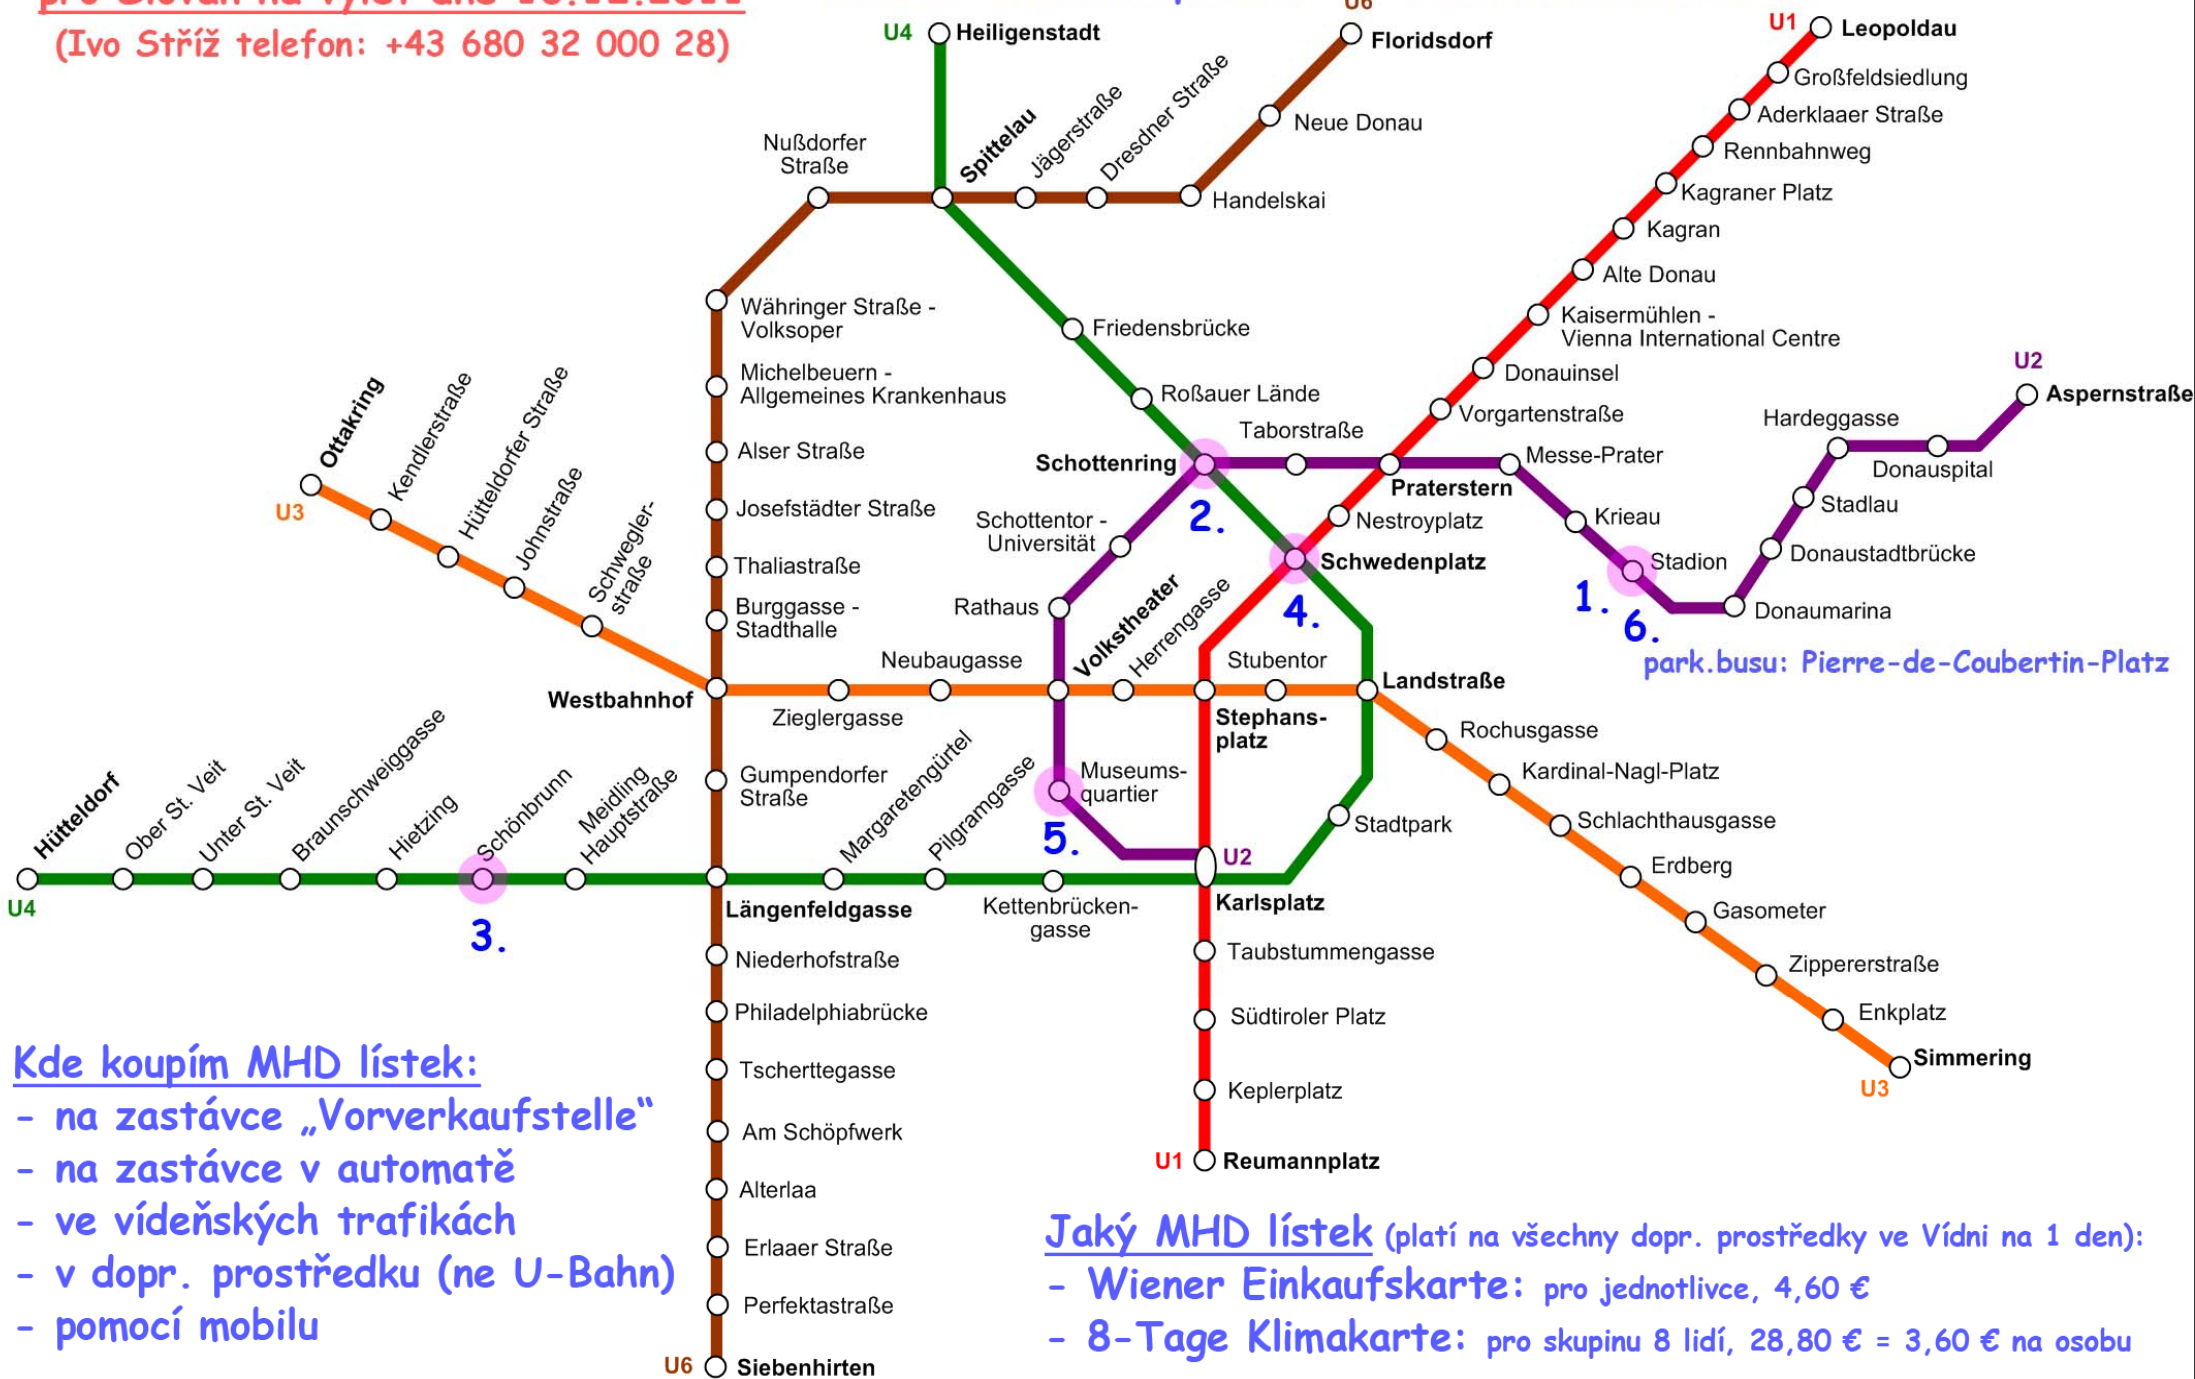 (Ivo Stříž telefon: +43 680 32 000 28)
U4
Heiligenstadt
U6
Floridsdorf
U1
Leopoldau
Großfeldsiedlung
Aderklaaer Straße
Rennbahnweg
Kagraner Platz
Kagran
Alte Donau
Kaisermühlen -
Vienna International Centre
Donauinsel
Vorgartenstraße
Neue Donau
Handelskai
Dresdner Straße
Jägerstraße
Spittelau
Nußdorfer
Straße
Währinger Straße -
Volksoper
Michelbeuern -
Allgemeines Krankenhaus
Alser Straße
Josefstädter Straße
Thaliastraße
Burggasse -
Stadthalle
Friedensbrücke
Roßauer Lände
Schottenring
2.
Taborstraße
Praterstern
Messe-Prater
Krieau
Stadion
1.
6.
park.busu: Pierre-de-Coubertin-Platz
Donaumarina
Donaustadtbrücke
Stadlau
Hardeggasse
Donauspital
U2
Aspernstraße
Nestroyplatz
Schwedenplatz
4.
Schottentor -
Universität
Rathaus
Volkstheater
Herrengasse
Stubentor
Landstraße
Stephans-
platz
Ottakring
U3
Kendlerstraße
Hütteldorfer Straße
Johnstraße
Schwegler-
straße
Westbahnhof
Zieglergasse
Neubaugasse
Rochusgasse
Kardinal-Nagl-Platz
Schlachthausgasse
Erdberg
Gasometer
Zippererstraße
Enkplatz
Simmering
U3
Gumpendorfer
Straße
Museums-
quartier
5.
Stadtpark
U2
Karlsplatz
Hütteldorf
U4
Ober St. Veit
Unter St. Veit
Braunschweiggasse
Hietzing
Schönbrunn
3.
Meidling
Hauptstraße
Längenfeldgasse
Margaretengürtel
Pilgramgasse
Kettenbrücken-
gasse
Taubstummengasse
Südtiroler Platz
Keplerplatz
U1
Reumannplatz
Niederhofstraße
Philadelphiabrücke
Tscherttegasse
Am Schöpfwerk
Alterlaa
Erlaaer Straße
Perfektastraße
U6
Siebenhirten
Kde koupím MHD lístek:
- na zastávce „Vorverkaufstelle“
- na zastávce v automatě
- ve vídeňských trafikách
- v dopr. prostředku (ne U-Bahn)
- pomocí mobilu
Jaký MHD lístek (platí na všechny dopr. prostředky ve Vídni na 1 den):
- Wiener Einkaufskarte: pro jednotlivce, 4,60 €
- 8-Tage Klimakarte: pro skupinu 8 lidí, 28,80 € = 3,60 € na osobu